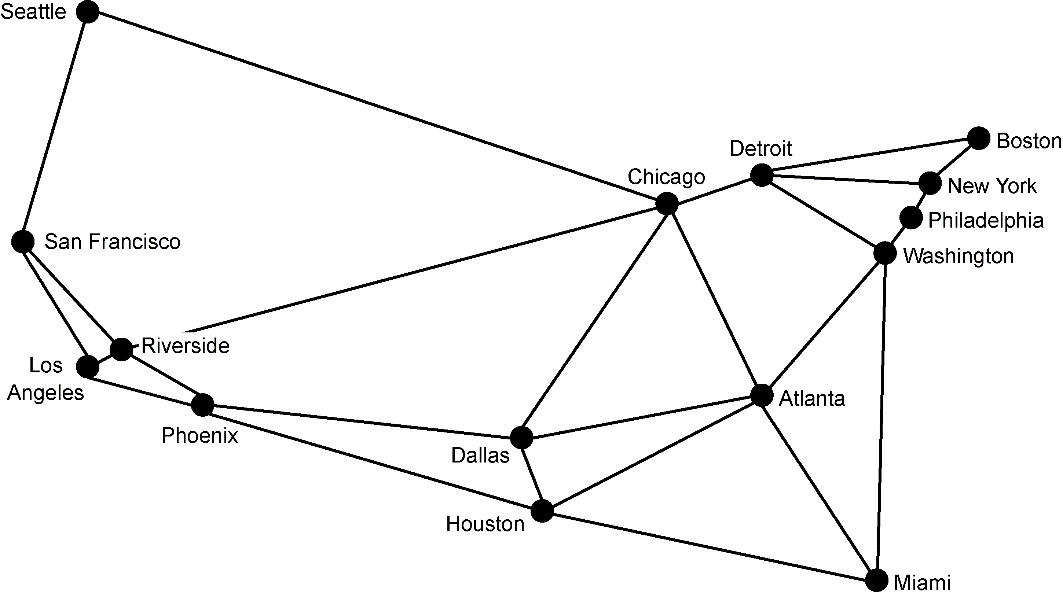 Seattle
Boston
Detroit
Chicago
New York
Philadelphia
San Francisco
Washington
Riverside
Los
Angeles
Atlanta
Phoenix
Dallas
Houston
Miami